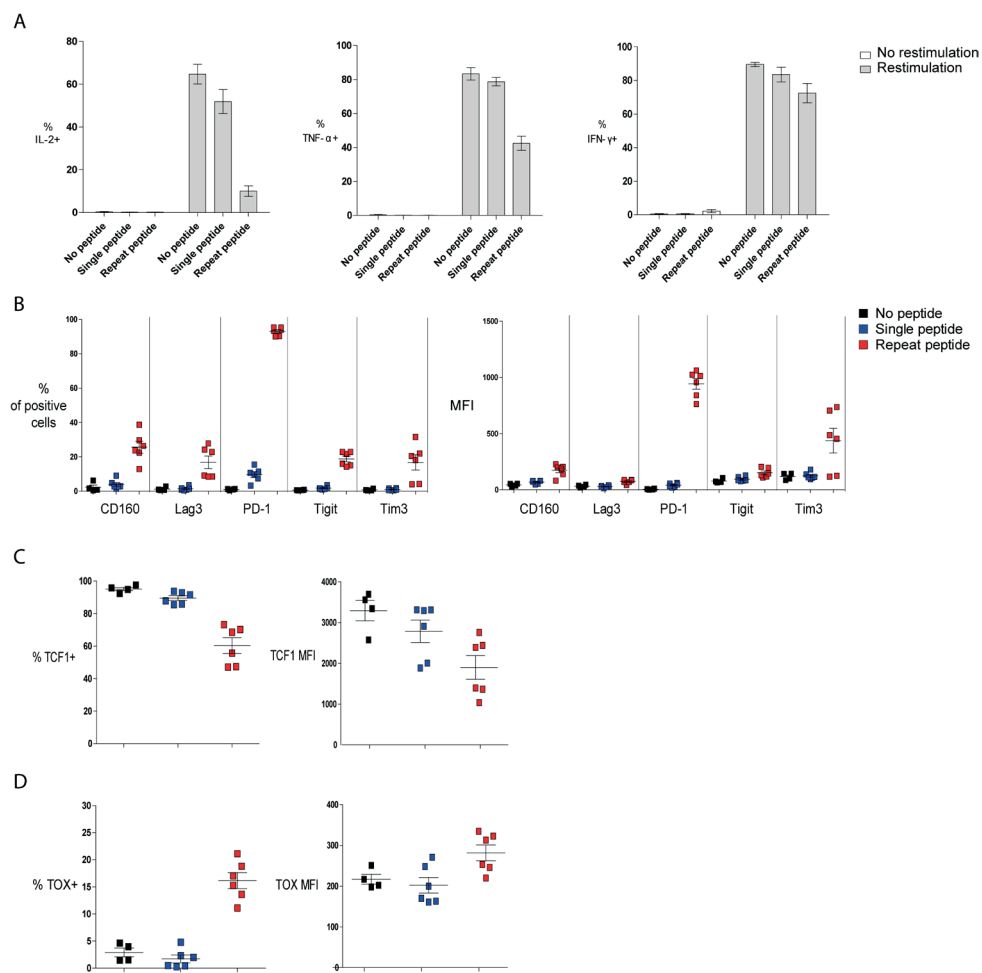 A
80
60
40
20
0
%
IL-2+
No peptide
Single peptide
Repeat peptide
No peptide
Single peptide
Repeat peptide
100
80
60
40
20
0
%
TNF-α+
No peptide
Single peptide
Repeat peptide
No peptide
Single peptide
Repeat peptide
100
80
60
40
20
0
%
IFN-γ+
No peptide
Single peptide
Repeat peptide
No peptide
Single peptide
Repeat peptide
No restimulation
Restimulation
B
100
80
60
40
20
0
%
of positive
cells
CD160 Lag3 PD-1 Tigit Tim3
1500
1000
500
0
MFI
CD160 Lag3 PD-1 Tigit Tim3
No peptide
Single peptide
Repeat peptide
C
100
80
60
40
20
0
% TCF1+
4000
3000
2000
1000
0
TCF1 MFI
D
30
25
20
15
10
5
0
% TOX+
400
300
200
100
0
TOX MFI